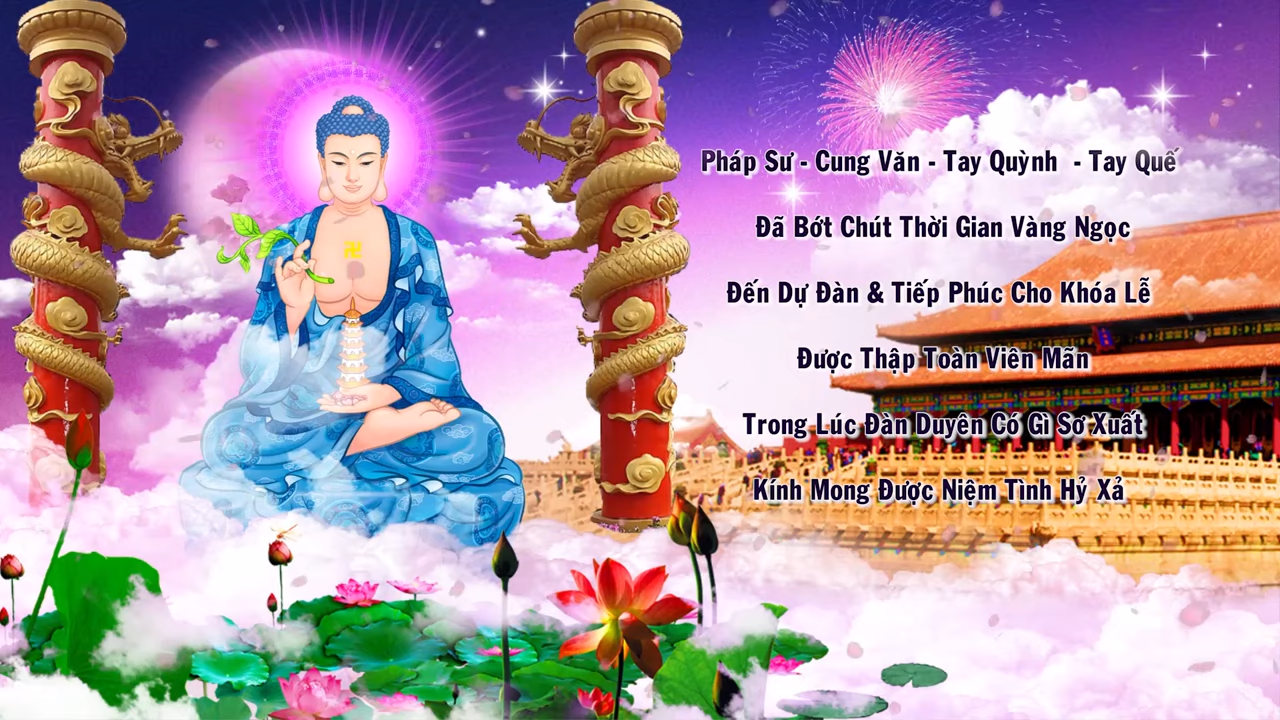 Pháp Sư - Cung Văn - Tay Quỳnh - Tay Quế
Đã Bớt Chút Thời Gian Vàng Ngọc
Đến Dự Đàn & Tiếp Phúc Cho Khóa Lễ
Được Thập Toàn Viên Mãn
Trong Lúc Đàn Duyên Có Gì Sơ Xuất
Kính Mong Được Niệm Tình Hỷ Xả
卍